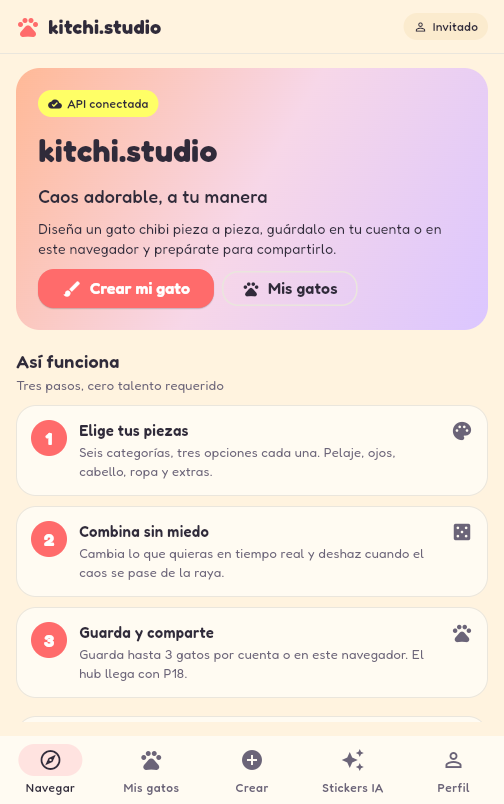 kitchi.studio
Invitado
API conectada
kitchi.studio
Caos adorable, a tu manera
Diseña un gato chibi pieza a pieza, guárdalo en tu cuenta o en
este navegador y prepárate para compartirlo.
Crear mi gato
Mis gatos
Así funciona
Tres pasos, cero talento requerido
1
Elige tus piezas
Seis categorías, tres opciones cada una. Pelaje, ojos,
cabello, ropa y extras.
2
Combina sin miedo
Cambia lo que quieras en tiempo real y deshaz cuando el
caos se pase de la raya.
3
Guarda y comparte
Guarda hasta 3 gatos por cuenta o en este navegador. El
hub llega con P18.
Navegar
Mis gatos
Crear
Stickers IA
Perfil